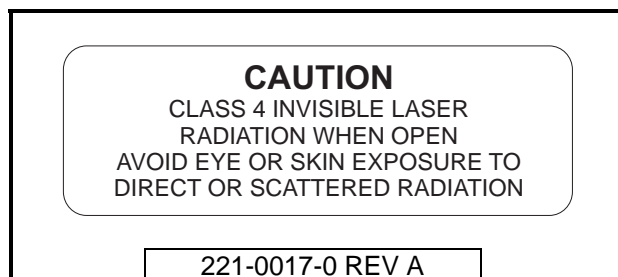 CAUTION
CLASS 4 INVISIBLE LASER
RADIATION WHEN OPEN
AVOID EYE OR SKIN EXPOSURE TO
DIRECT OR SCATTERED RADIATION
221-0017-0 REV A